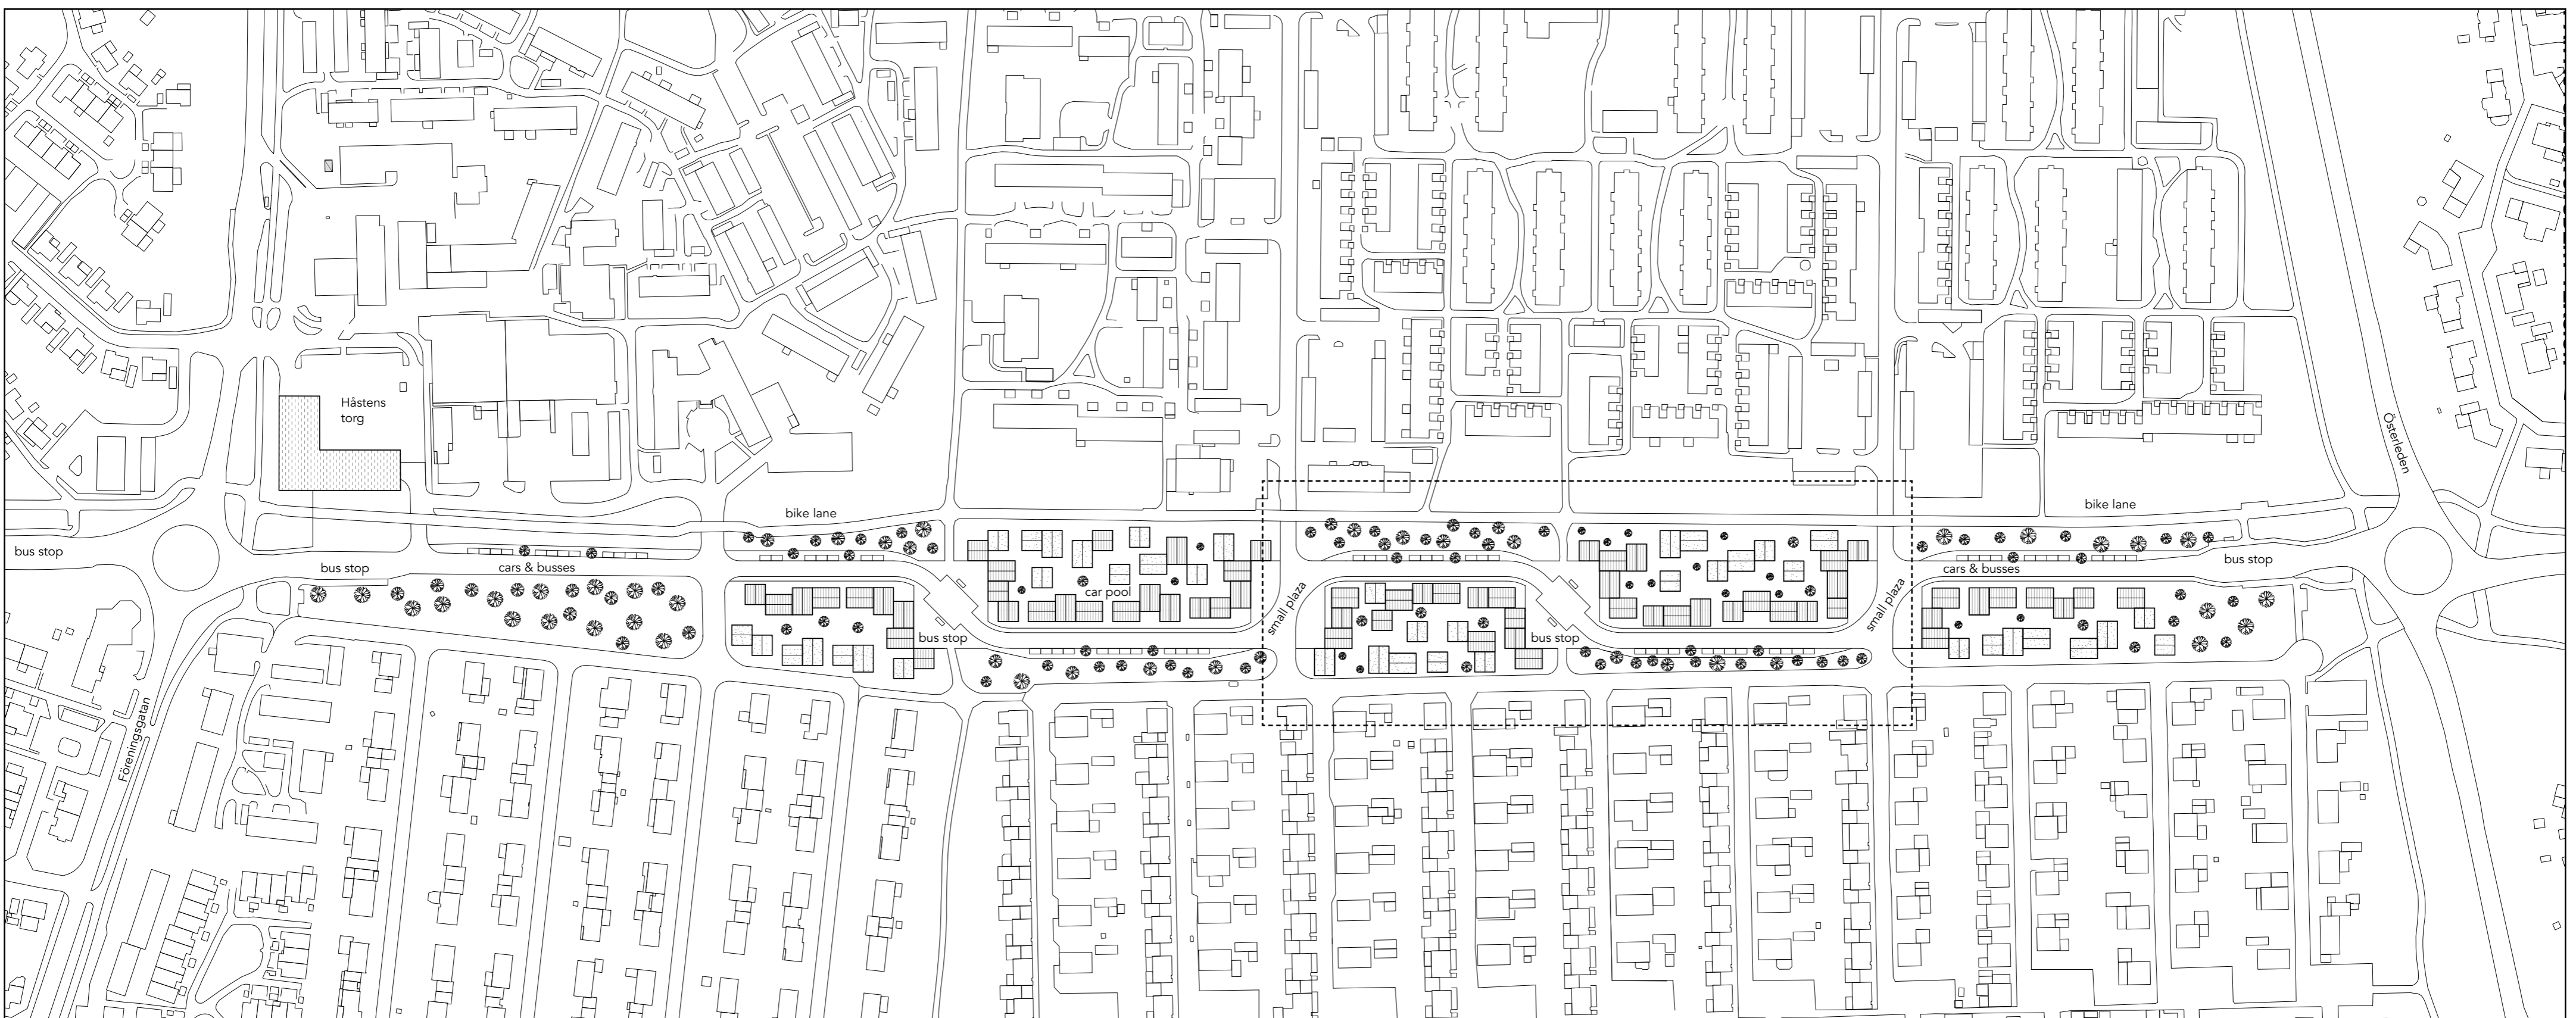 Håstens
torg
Österleden
bike lane
bike lane
bus stop
bus stop
cars & busses
cars & busses
bus stop
car pool
small plaza
small plaza
bus stop
bus stop
Föreningsgatan